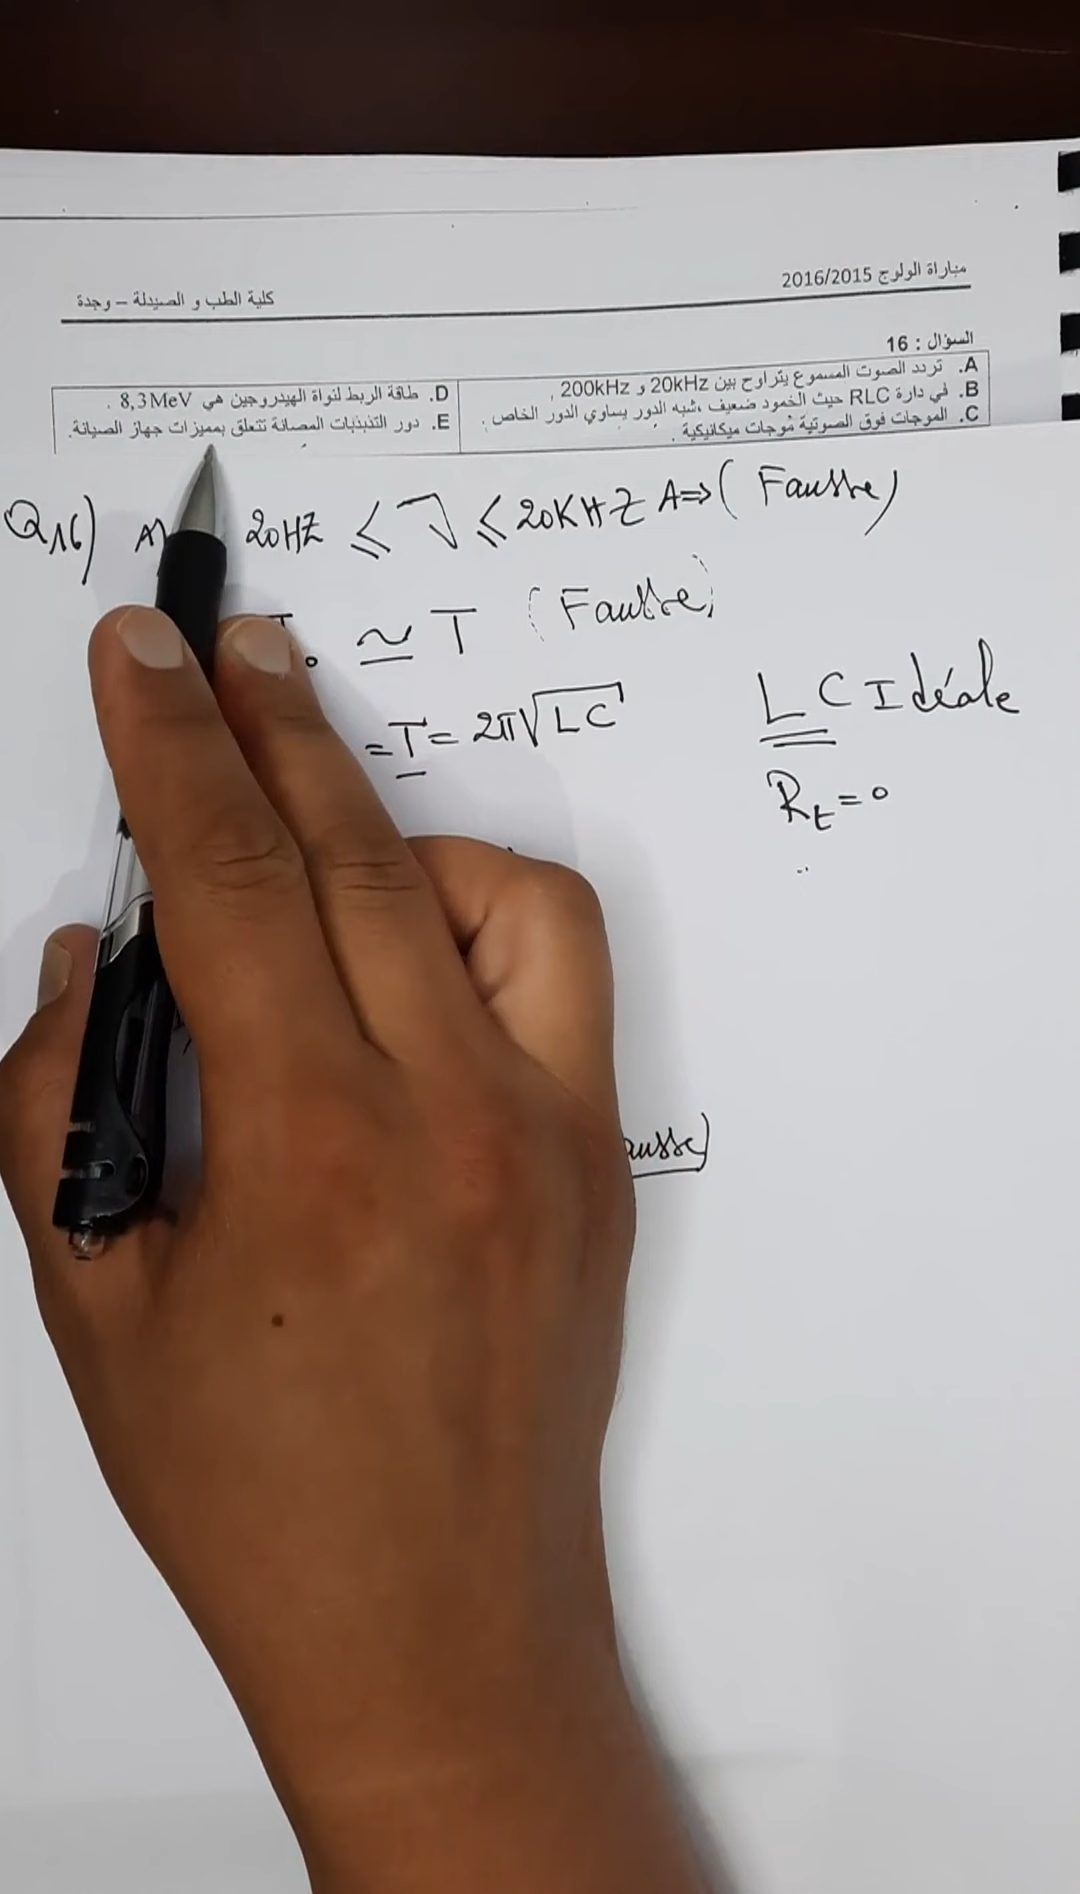 مباراة الولوج 2016/2015
كلية الطب و الصيدلة – وجدة
السؤال : 16
A. تردد الصوت المسموع يتراوح بين 20kHz و 200kHz .
B. في دارة RLC حيث الخمود ضعيف، شبه الدور يساوي الدور الخاص .
C. الموجات فوق الصوتية موجات ميكانيكية .
D. طاقة الربط لنواة الهيدروجين هي 8,3MeV .
E. دور التذبذبات المصانة تتعلق بمميزات جهاز الصيانة.
Q16) A) 20HZ ≤ ℷ ≤ 20KHZ A⇒ (Fausse)
≃ T (Fausse)
= T = 2π√LC
LC Idéale
Rt = 0
ausse)